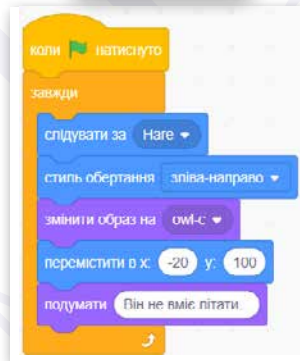 коли натиснуто
завжди
слідувати за Hare
стиль обертання зліва-направо
змінити образ на owl-c
перемістити в x: -20 y: 100
подумати Він не вміє літати.